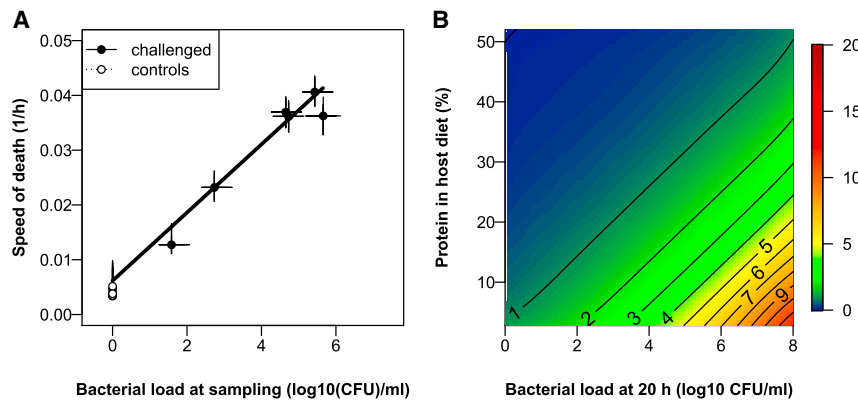 A
challenged
controls
0.05
0.04
0.03
0.02
0.01
0.00
0 2 4 6
Speed of death (1/h)
Bacterial load at sampling (log10(CFU)/ml)
B
50
40
30
20
10
0 2 4 6 8
Protein in host diet (%)
Bacterial load at 20 h (log10 CFU/ml)
1 2 3 4 5 6 7 9
20
15
10
5
0